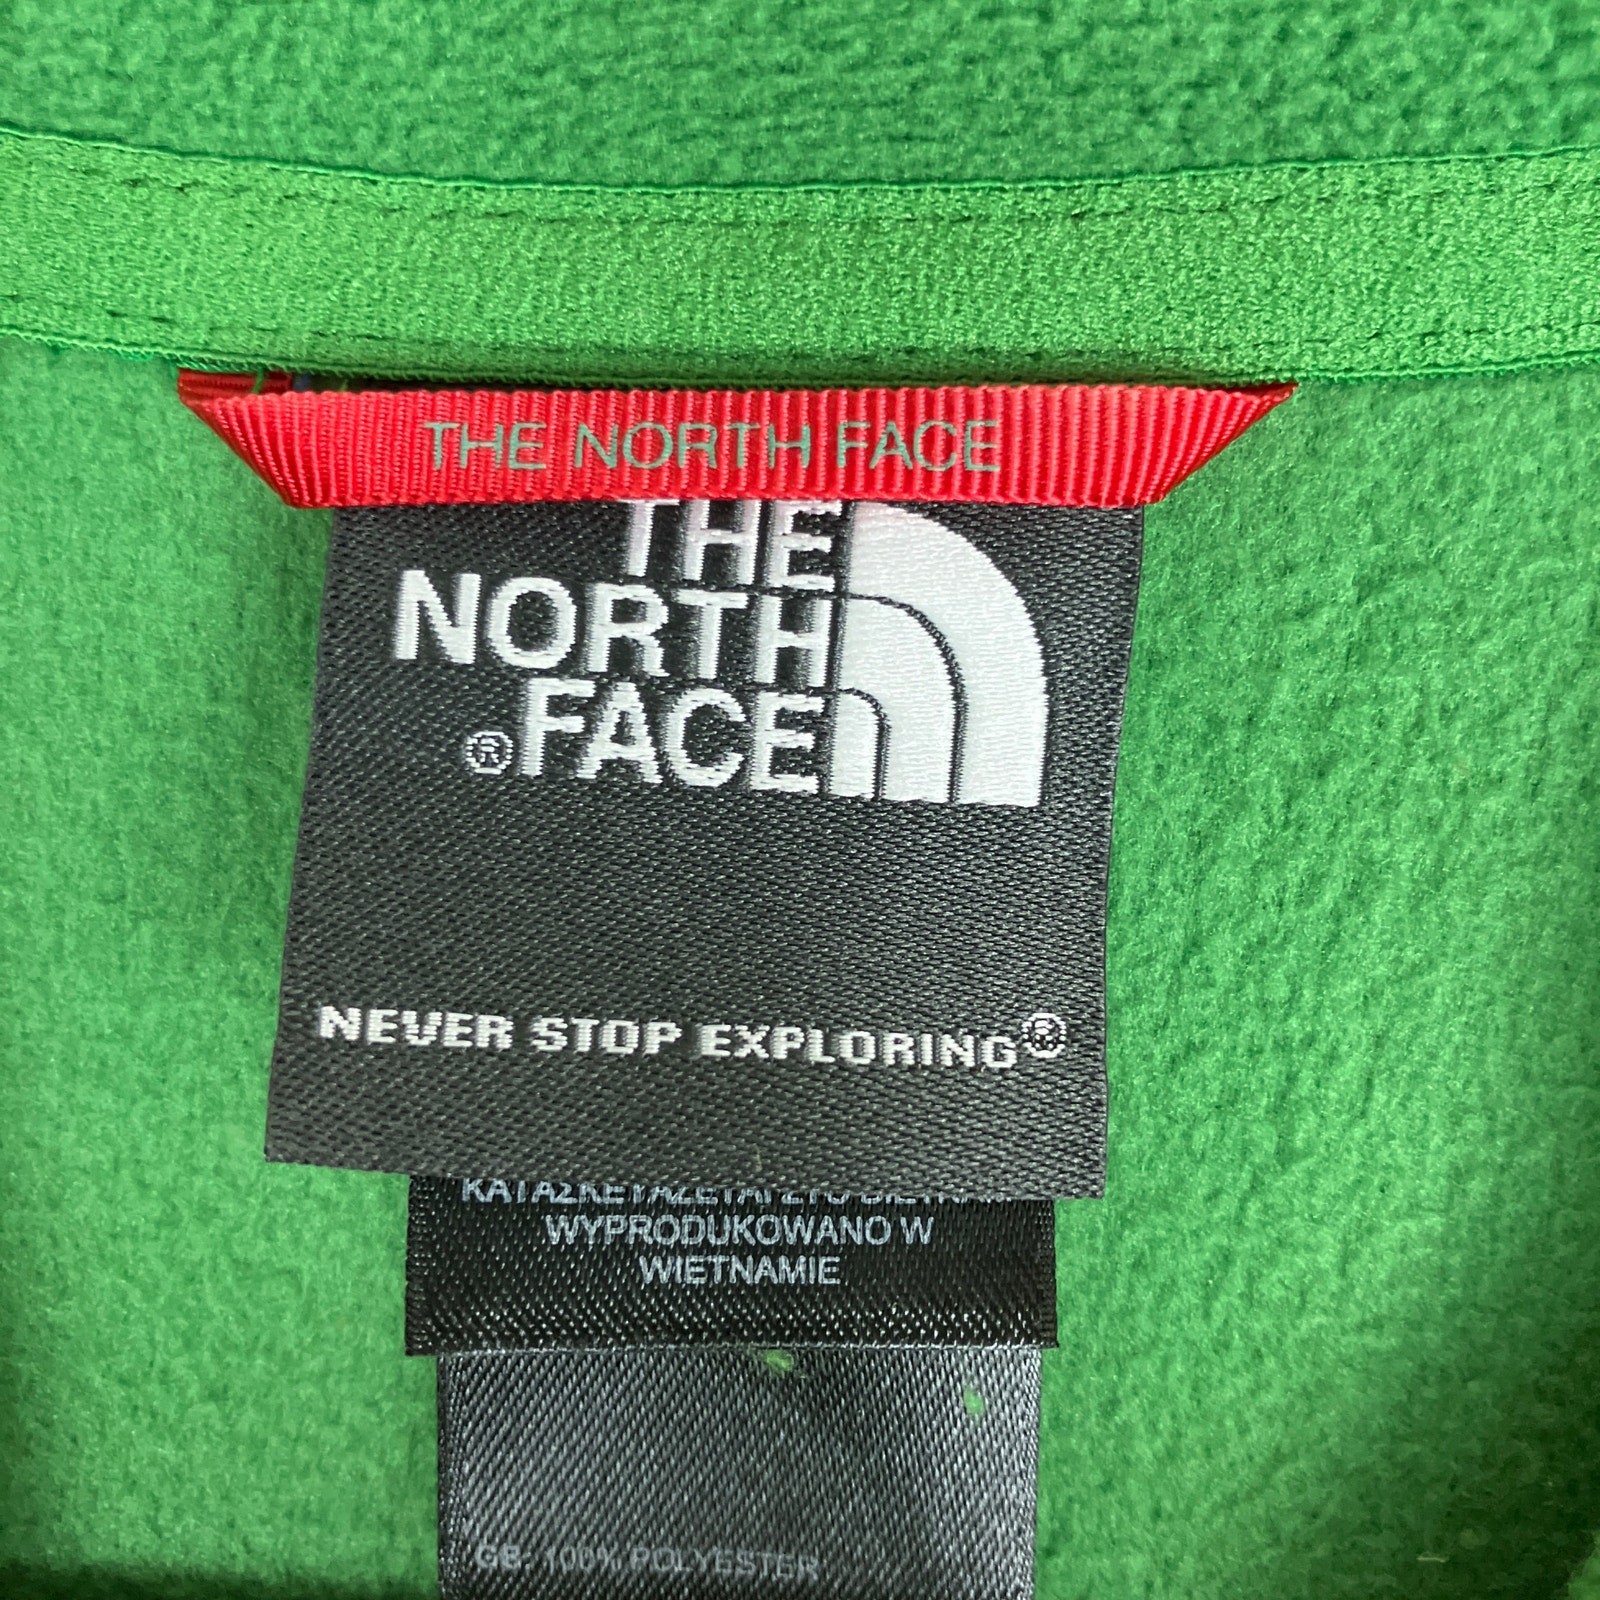 THE NORTH FACE
THE
NORTH
® FACE
NEVER STOP EXPLORING®
WYPRODUKOWANO W
WIETNAMIE
GB: 100% POLYESTER